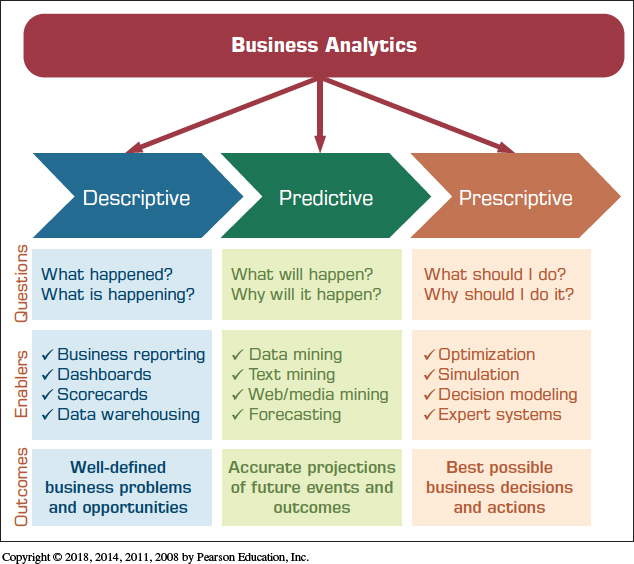 Business Analytics
Descriptive
Predictive
Prescriptive
Questions
What happened?
What is happening?
What will happen?
Why will it happen?
What should I do?
Why should I do it?
Enablers
✓ Business reporting
✓ Dashboards
✓ Scorecards
✓ Data warehousing
✓ Data mining
✓ Text mining
✓ Web/media mining
✓ Forecasting
✓ Optimization
✓ Simulation
✓ Decision modeling
✓ Expert systems
Outcomes
Well-defined
business problems
and opportunities
Accurate projections
of future events and
outcomes
Best possible
business decisions
and actions
Copyright © 2018, 2014, 2011, 2008 by Pearson Education, Inc.